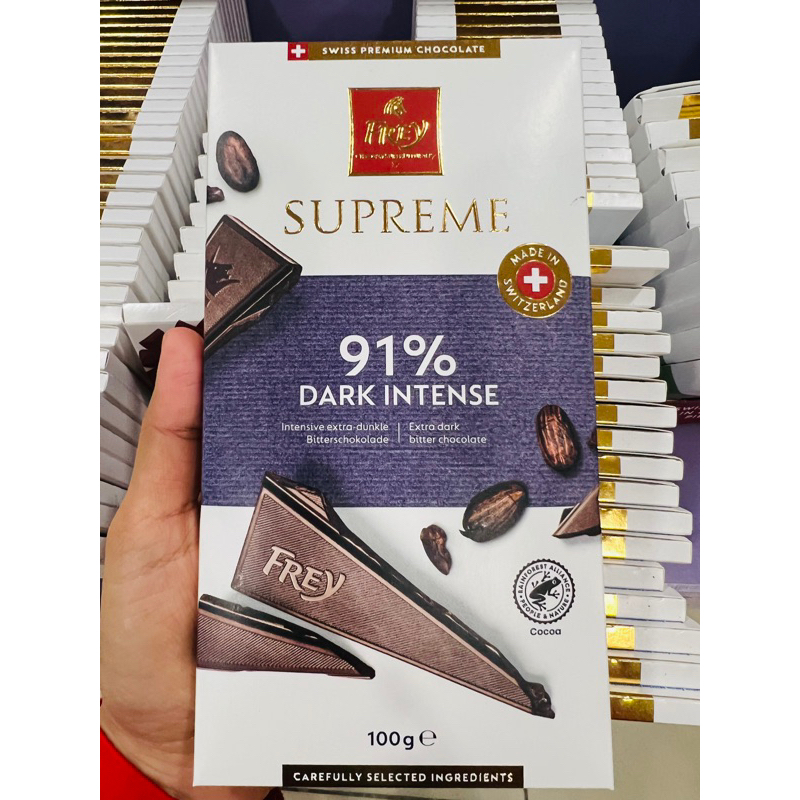 SWISS PREMIUM CHOCOLATE
FREY
SUPREME
MADE IN SWITZERLAND
91%
DARK INTENSE
Intensive extra-dunkle
Bitterschokolade
Extra dark
bitter chocolate
FREY
RAINFOREST ALLIANCE
PEOPLE & NATURE
Cocoa
100g e
CAREFULLY SELECTED INGREDIENTS